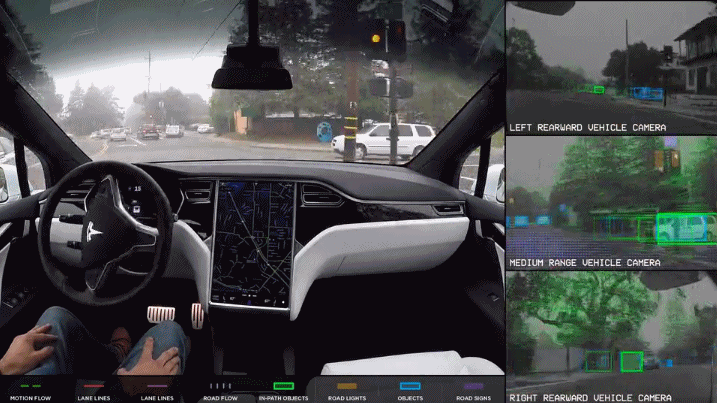 15
LEFT REARWARD VEHICLE CAMERA
MEDIUM RANGE VEHICLE CAMERA
RIGHT REARWARD VEHICLE CAMERA
MOTION FLOW
LANE LINES
LANE LINES
ROAD FLOW
IN-PATH OBJECTS
ROAD LIGHTS
OBJECTS
ROAD SIGNS